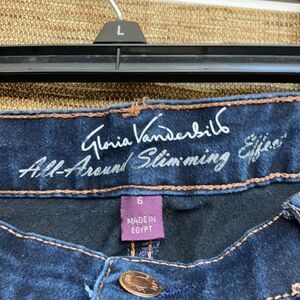 L
Gloria Vanderbilt
All-Around Slimming Effect
6
MADE IN
EGYPT